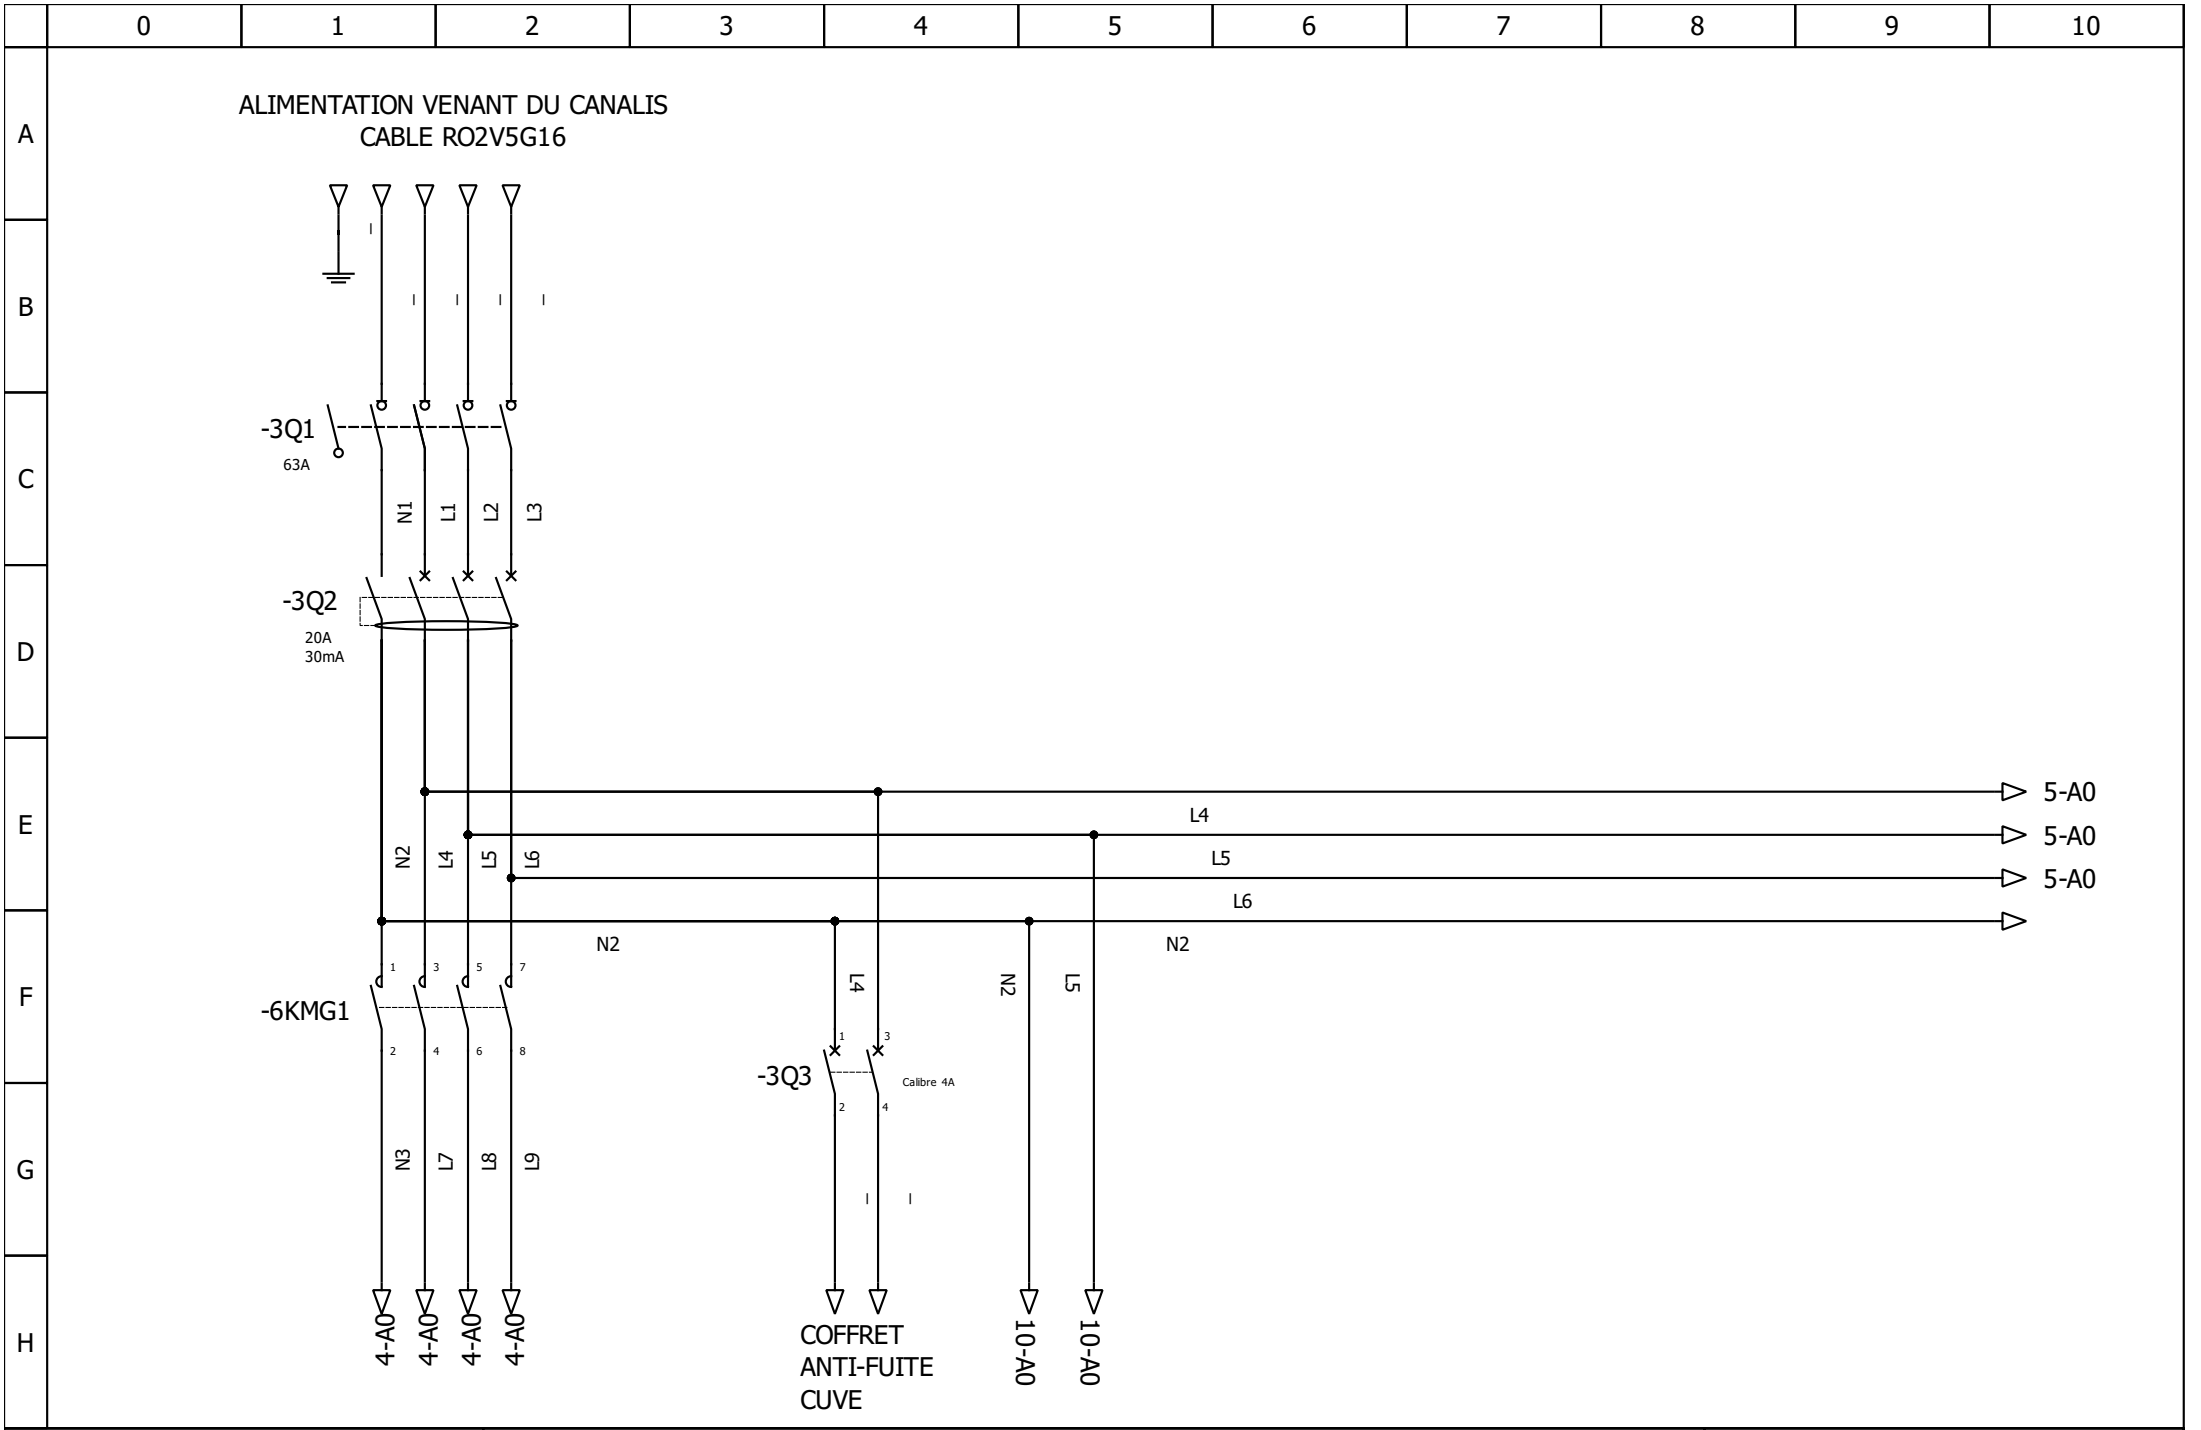 0 1 2 3 4 5 6 7 8 9 10
A
ALIMENTATION VENANT DU CANALIS
CABLE RO2V5G16
B
C
-3Q1
63A
N1 L1 L2 L3
D
-3Q2
20A
30mA
E
5-A0
L4
5-A0
N2 L4 L5 L6
L5
5-A0
L6
N2
N2
F
1 3 5 7
-6KMG1
2 4 6 8
L4
N2
L5
1 3
-3Q3
Calibre 4A
2 4
G
N3 L7 L8 L9
H
4-A0 4-A0 4-A0 4-A0
COFFRET
ANTI-FUITE
CUVE
10-A0
10-A0